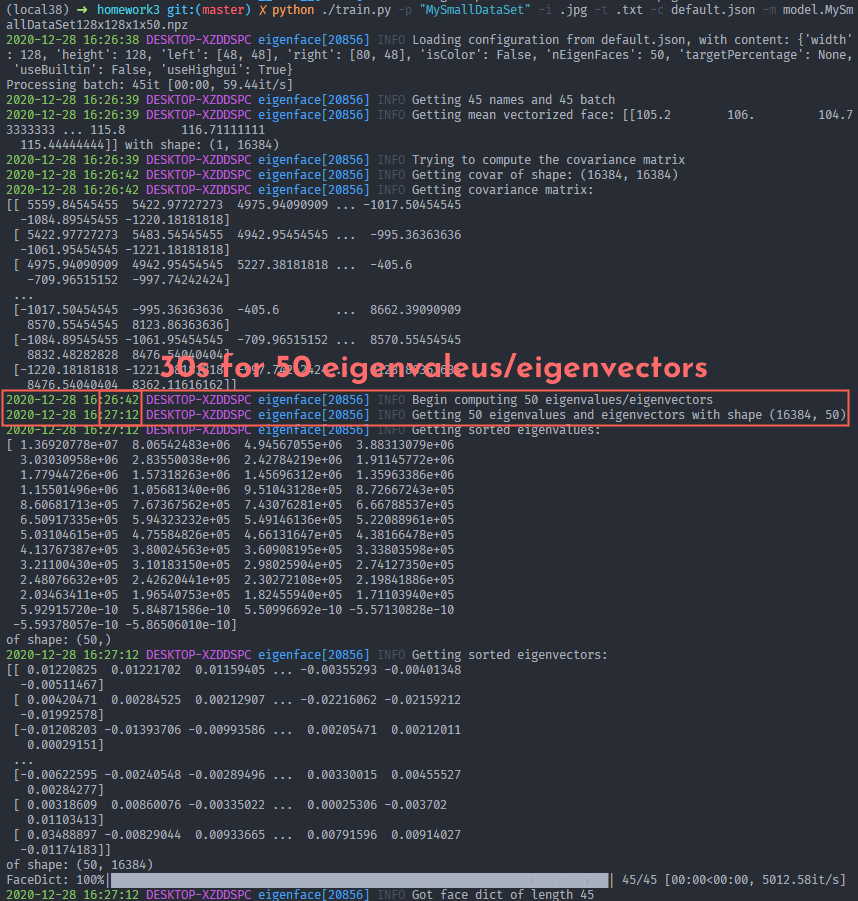 (local38) → homework3 git:(master) ✗ python ./train.py -p "MySmallDataSet" -i .jpg -t .txt -c default.json -m model.MySm
allDataSet128x128x1x50.npz
2020-12-28 16:26:38 DESKTOP-XZDDSPC eigenface[20856] INFO Loading configuration from default.json, with content: {'width'
: 128, 'height': 128, 'left': [48, 48], 'right': [80, 48], 'isColor': False, 'nEigenFaces': 50, 'targetPercentage': None,
 'useBuiltin': False, 'useHighgui': True}
Processing batch: 45it [00:00, 59.44it/s]
2020-12-28 16:26:39 DESKTOP-XZDDSPC eigenface[20856] INFO Getting 45 names and 45 batch
2020-12-28 16:26:39 DESKTOP-XZDDSPC eigenface[20856] INFO Getting mean vectorized face: [[105.2 106. 104.7
3333333 ... 115.8 116.71111111
115.44444444]] with shape: (1, 16384)
2020-12-28 16:26:39 DESKTOP-XZDDSPC eigenface[20856] INFO Trying to compute the covariance matrix
2020-12-28 16:26:42 DESKTOP-XZDDSPC eigenface[20856] INFO Getting covar of shape: (16384, 16384)
2020-12-28 16:26:42 DESKTOP-XZDDSPC eigenface[20856] INFO Getting covariance matrix:
[[ 5559.84545455 5422.97727273 4975.94090909 ... -1017.50454545
-1084.89545455 -1220.18181818]
[ 5422.97727273 5483.54545455 4942.95454545 ... -995.36363636
-1061.95454545 -1221.18181818]
[ 4975.94090909 4942.95454545 5227.38181818 ... -405.6
-709.96515152 -997.74242424]
...
[-1017.50454545 -995.36363636 -405.6 ... 8662.39090909
8570.55454545 8123.86363636]
[-1084.89545455 -1061.95454545 -709.96515152 ... 8570.55454545
8832.48282828 8476.54040404]
30s for 50 eigenvaleus/eigenvectors
[-1220.18181818
8476.54040404 8362.11616162]]
2020-12-28 16:26:42 DESKTOP-XZDDSPC eigenface[20856] INFO Begin computing 50 eigenvalues/eigenvectors
2020-12-28 16:27:12 DESKTOP-XZDDSPC eigenface[20856] INFO Getting 50 eigenvalues and eigenvectors with shape (16384, 50)
2020-12-28 16:27:12 DESKTOP-XZDDSPC eigenface[20856] INFO Getting sorted eigenvalues:
[ 1.36920778e+07 8.06542483e+06 4.94567055e+06 3.88313079e+06
3.03030958e+06 2.83550038e+06 2.42784219e+06 1.91145772e+06
1.77944726e+06 1.57318263e+06 1.45696312e+06 1.35963386e+06
1.15501496e+06 1.05681340e+06 9.51043128e+05 8.72667243e+05
8.60681713e+05 7.67367562e+05 7.43076281e+05 6.66788537e+05
6.50917335e+05 5.94323232e+05 5.49146136e+05 5.22088961e+05
5.03104615e+05 4.75584826e+05 4.66131647e+05 4.38166478e+05
4.13767387e+05 3.80024563e+05 3.60908195e+05 3.33803598e+05
3.21100430e+05 3.10183150e+05 2.98025904e+05 2.74127350e+05
2.48076632e+05 2.42620441e+05 2.30272108e+05 2.19841886e+05
2.03463411e+05 1.96540753e+05 1.82455940e+05 1.71103940e+05
5.92915720e-10 5.84871586e-10 5.50996692e-10 -5.57130828e-10
-5.59378057e-10 -5.86506010e-10]
of shape: (50,)
2020-12-28 16:27:12 DESKTOP-XZDDSPC eigenface[20856] INFO Getting sorted eigenvectors:
[[ 0.01220825 0.01221702 0.01159405 ... -0.00355293 -0.00401348
-0.00511467]
[ 0.00420471 0.00284525 0.00212907 ... -0.02216062 -0.02159212
-0.01992578]
[-0.01208203 -0.01393706 -0.00993586 ... 0.00205471 0.00212011
0.00029151]
...
[-0.00622595 -0.00240548 -0.00289496 ... 0.00330015 0.00455527
0.00284277]
[ 0.00318609 0.00860076 -0.00335022 ... 0.00025306 -0.003702
0.01103413]
[ 0.03488897 -0.00829044 0.00933665 ... 0.00791596 0.00914027
-0.01174183]]
of shape: (50, 16384)
FaceDict: 100%| | 45/45 [00:00<00:00, 5012.58it/s]
2020-12-28 16:27:12 DESKTOP-XZDDSPC eigenface[20856] INFO Got face dict of length 45